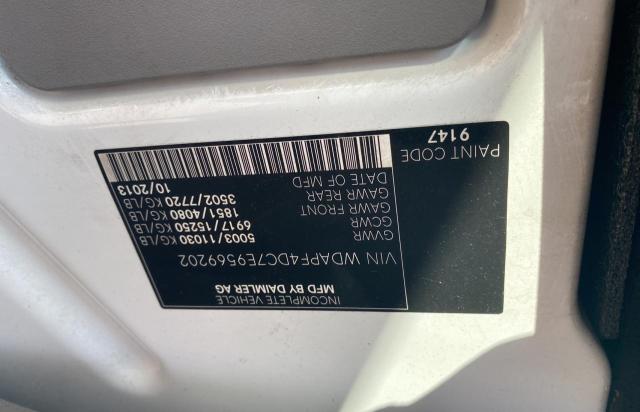 INCOMPLETE VEHICLE
MFD BY DAIMLER AG
VIN WDAPF4DC7E9569202
GVWR 5003/11030 KG/LB
GCWR 6917/15250 KG/LB
GAWR FRONT 1851/4080 KG/LB
GAWR REAR 3502/7720 KG/LB
DATE OF MFD 10/2013
PAINT CODE
9147